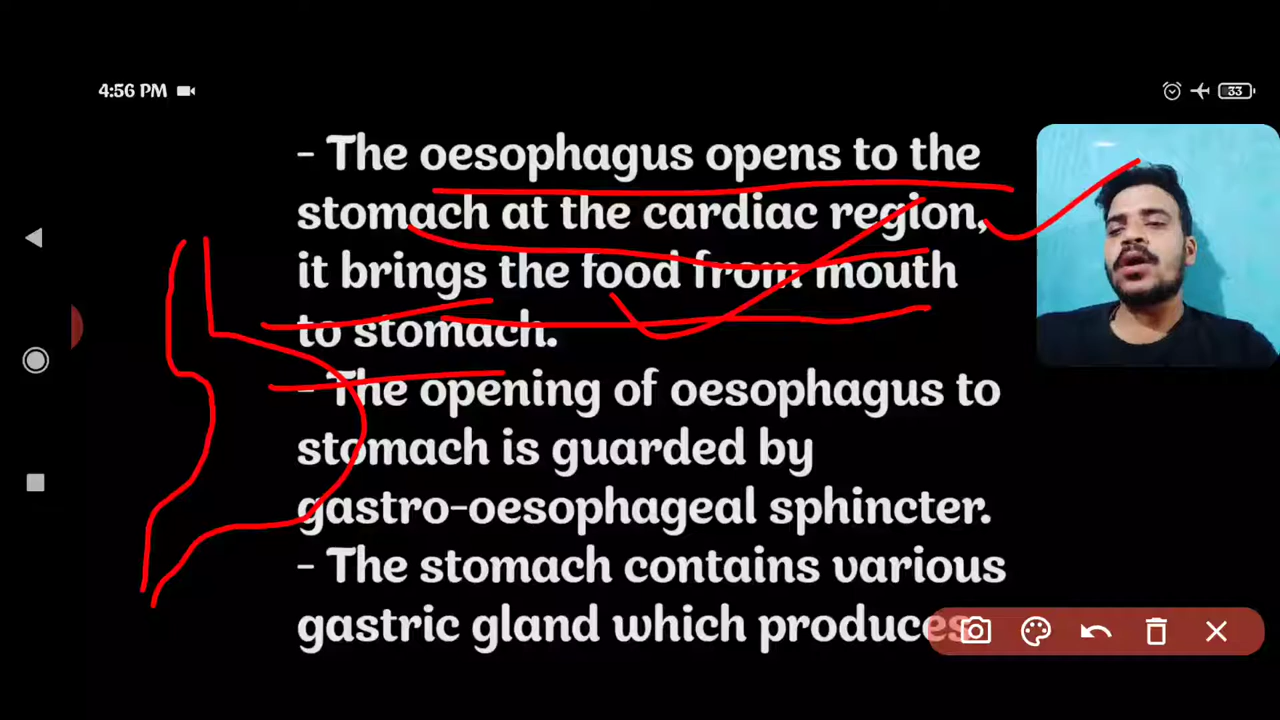 4:56 PM
33
- The oesophagus opens to the
stomach at the cardiac region,
it brings the food from mouth
to stomach.
- The opening of oesophagus to
stomach is guarded by
gastro-oesophageal sphincter.
- The stomach contains various
gastric gland which produces